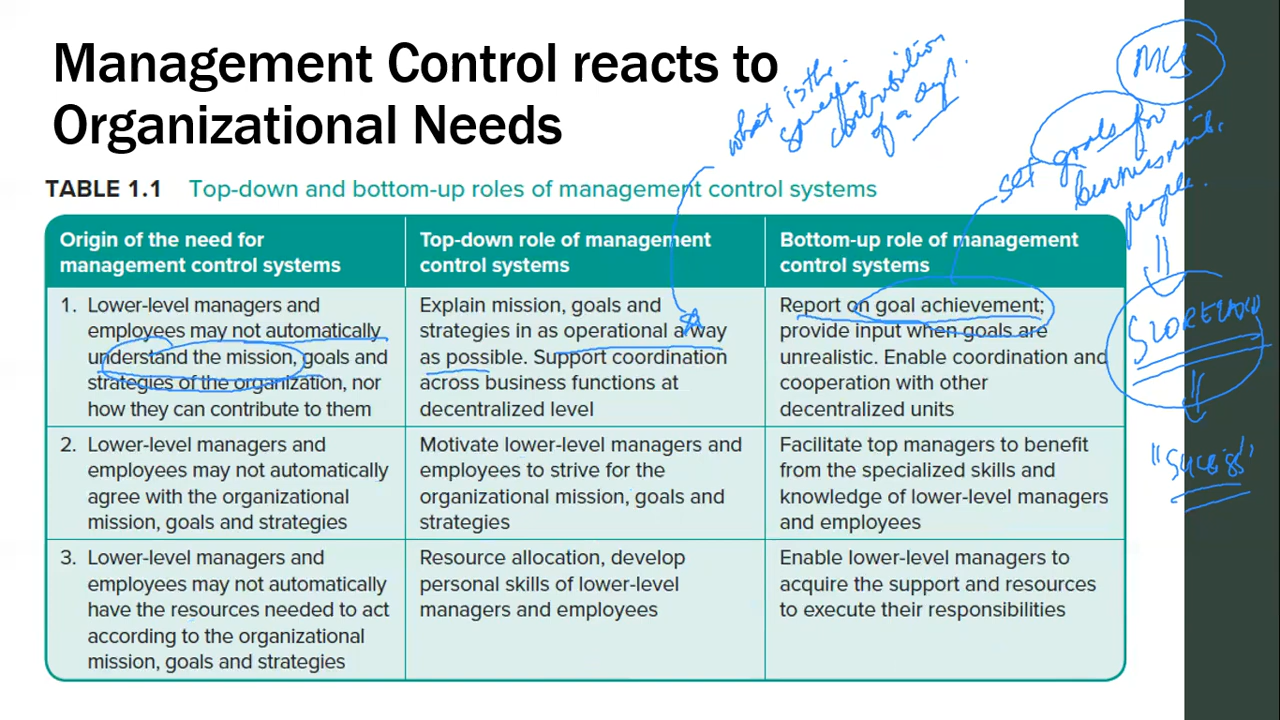 Management Control reacts to
Organizational Needs
TABLE 1.1 Top-down and bottom-up roles of management control systems
Origin of the need for
management control systems
Top-down role of management
control systems
Bottom-up role of management
control systems
1. Lower-level managers and
employees may not automatically
understand the mission, goals and
strategies of the organization, nor
how they can contribute to them
Explain mission, goals and
strategies in as operational a way
as possible. Support coordination
across business functions at
decentralized level
Report on goal achievement;
provide input when goals are
unrealistic. Enable coordination and
cooperation with other
decentralized units
2. Lower-level managers and
employees may not automatically
agree with the organizational
mission, goals and strategies
Motivate lower-level managers and
employees to strive for the
organizational mission, goals and
strategies
Facilitate top managers to benefit
from the specialized skills and
knowledge of lower-level managers
and employees
3. Lower-level managers and
employees may not automatically
have the resources needed to act
according to the organizational
mission, goals and strategies
Resource allocation, develop
personal skills of lower-level
managers and employees
Enable lower-level managers to
acquire the support and resources
to execute their responsibilities
what is the
specific
contribution
of a
MCS
set goals for
business
people.
SCORECARD
"success"